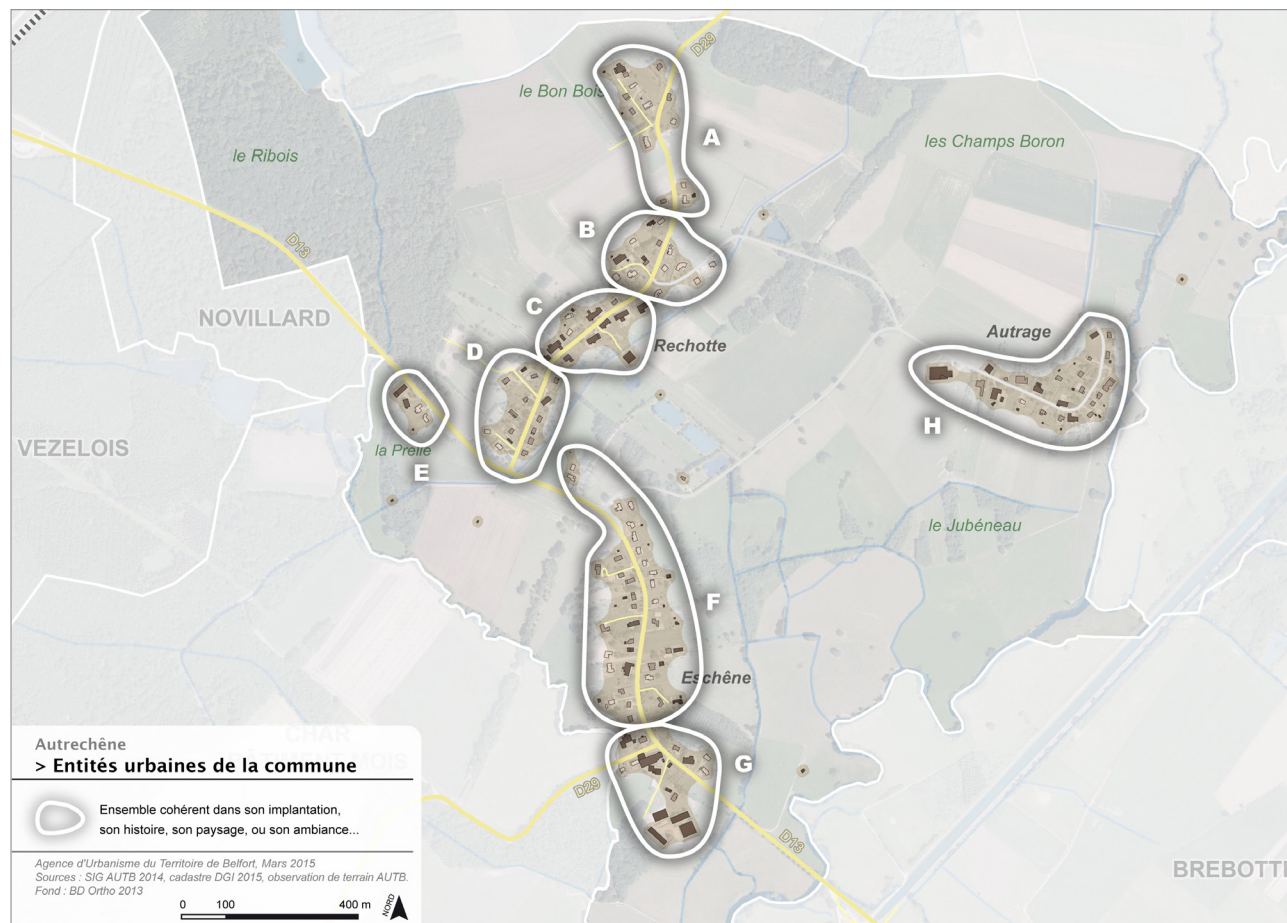 D29
le Bon Bois
A
le Ribois
les Champs Boron
B
D13
NOVILLARD
C
Rechotte
Autrage
D
H
VEZELOIS
la Prelle
E
le Jubéneau
F
Eschêne
G
D29
D13
BREBOTTE
Autrechêne
> Entités urbaines de la commune
Ensemble cohérent dans son implantation,
son histoire, son paysage, ou son ambiance...
Agence d'Urbanisme du Territoire de Belfort, Mars 2015
Sources : SIG AUTB 2014, cadastre DGI 2015, observation de terrain AUTB.
Fond : BD Ortho 2013
0 100 400 m
NORD